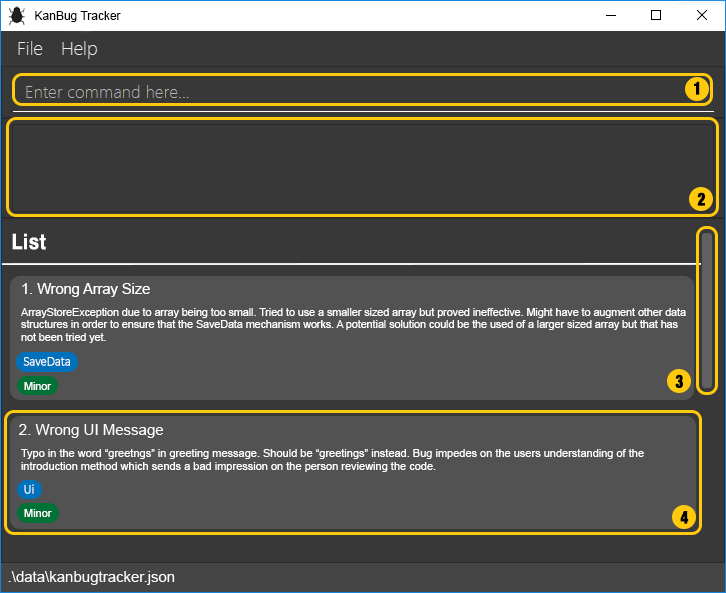 KanBug Tracker
File Help
Enter command here...
1
2
List
1. Wrong Array Size
ArrayStoreException due to array being too small. Tried to use a smaller sized array but proved ineffective. Might have to augment other data
structures in order to ensure that the SaveData mechanism works. A potential solution could be the used of a larger sized array but that has
not been tried yet.
SaveData
Minor
3
2. Wrong UI Message
Typo in the word “greetngs” in greeting message. Should be “greetings” instead. Bug impedes on the users understanding of the
introduction method which sends a bad impression on the person reviewing the code.
Ui
Minor
4
.\data\kanbugtracker.json